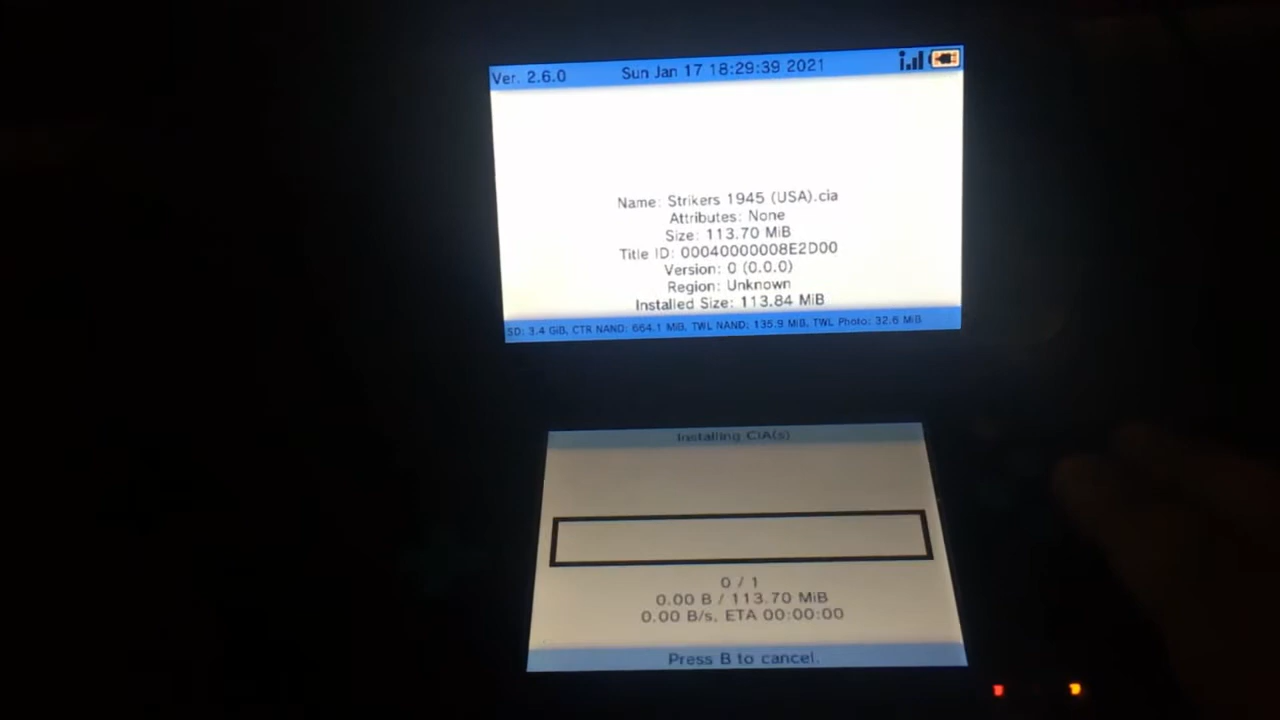 Ver. 2.6.0 Sun Jan 17 18:29:39 2021
Name: Strikers 1945 (USA).cia
Attributes: None
Size: 113.70 MiB
Title ID: 00040000008E2D00
Version: 0 (0.0.0)
Region: Unknown
Installed Size: 113.84 MiB
SD: 3.4 GiB, CTR NAND: 664.1 MiB, TWL NAND: 135.9 MiB, TWL Photo: 32.6 MiB
Installing CIA(s)
0 / 1
0.00 B / 113.70 MiB
0.00 B/s, ETA 00:00:00
Press B to cancel.